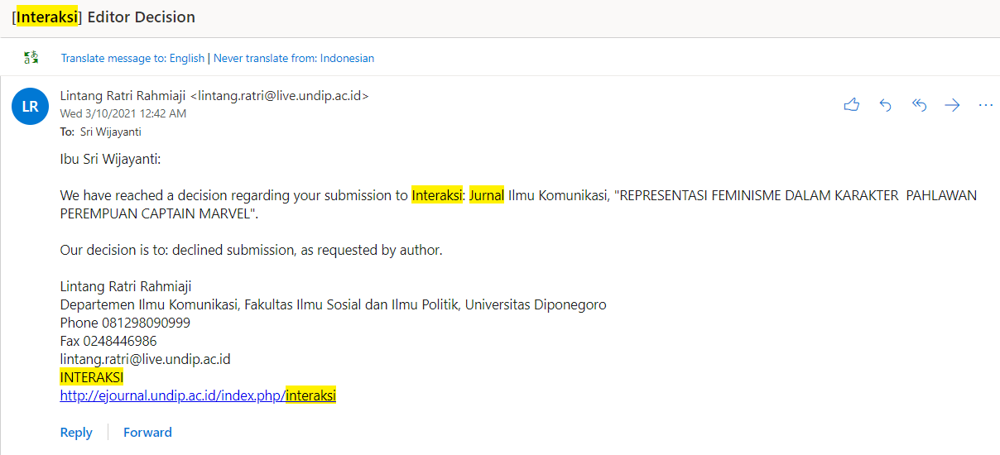 [Interaksi] Editor Decision
Translate message to: English | Never translate from: Indonesian
LR
Lintang Ratri Rahmiaji <lintang.ratri@live.undip.ac.id>
Wed 3/10/2021 12:42 AM
To: Sri Wijayanti
Ibu Sri Wijayanti:
We have reached a decision regarding your submission to Interaksi: Jurnal Ilmu Komunikasi, "REPRESENTASI FEMINISME DALAM KARAKTER PAHLAWAN
PEREMPUAN CAPTAIN MARVEL".
Our decision is to: declined submission, as requested by author.
Lintang Ratri Rahmiaji
Departemen Ilmu Komunikasi, Fakultas Ilmu Sosial dan Ilmu Politik, Universitas Diponegoro
Phone 081298090999
Fax 0248446986
lintang.ratri@live.undip.ac.id
INTERAKSI
http://ejournal.undip.ac.id/index.php/interaksi
Reply | Forward